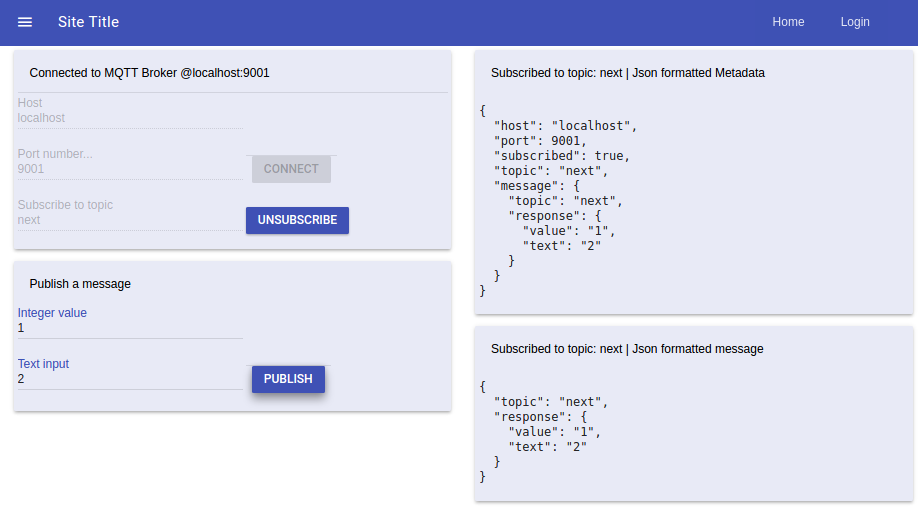 Site Title
Home
Login
Connected to MQTT Broker @localhost:9001
Host
localhost
Port number...
9001
CONNECT
Subscribe to topic
next
UNSUBSCRIBE
Publish a message
Integer value
1
Text input
2
PUBLISH
Subscribed to topic: next | Json formatted Metadata
{
  "host": "localhost",
  "port": 9001,
  "subscribed": true,
  "topic": "next",
  "message": {
    "topic": "next",
    "response": {
      "value": "1",
      "text": "2"
    }
  }
}
Subscribed to topic: next | Json formatted message
{
  "topic": "next",
  "response": {
    "value": "1",
    "text": "2"
  }
}